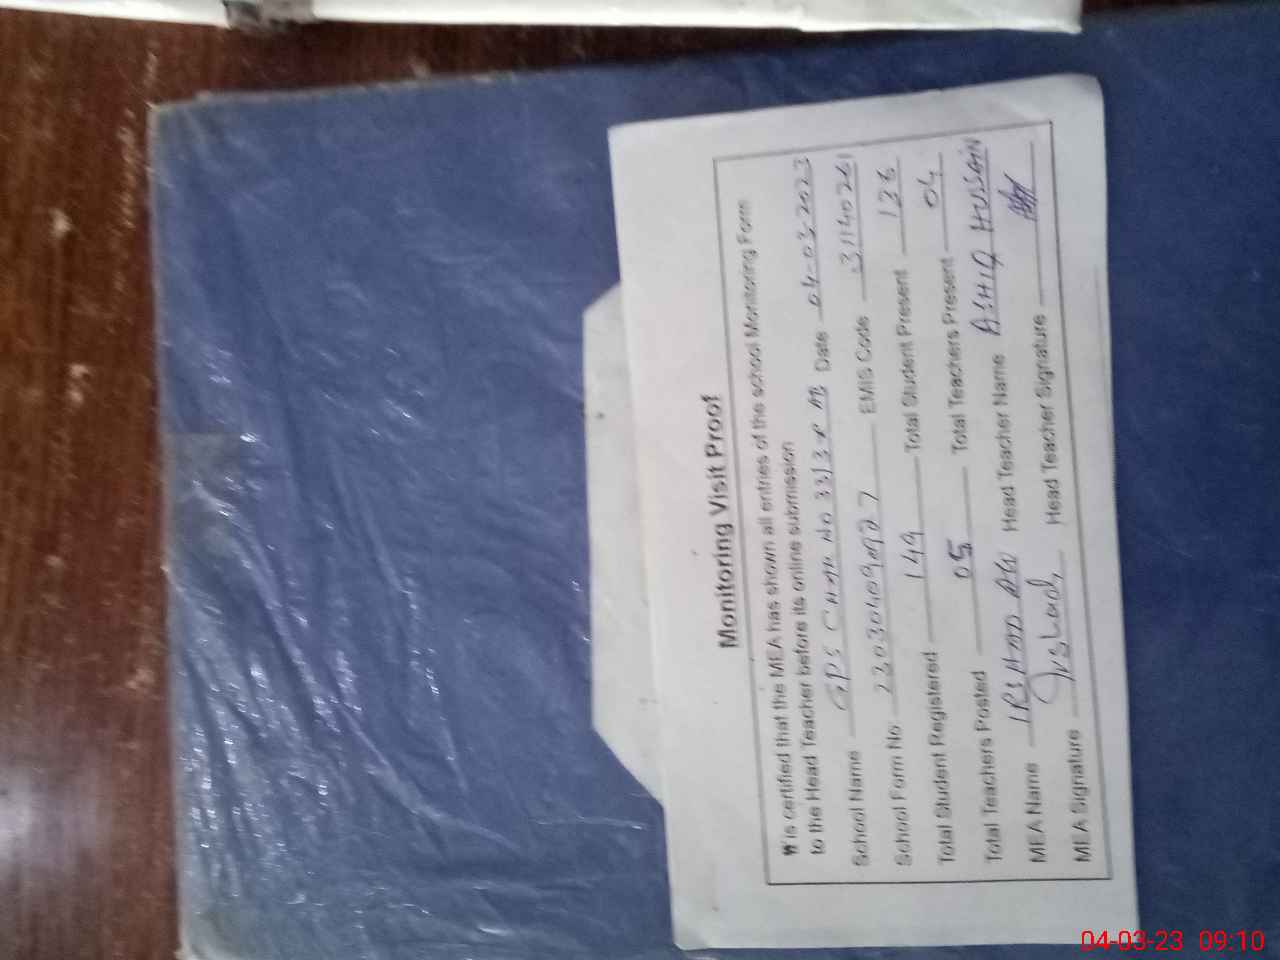 Monitoring Visit Proof
It is certified that the MEA has shown all entries of the school Monitoring Form
to the Head Teacher before its online submission
School Name GPS CHAK NO 33/3-R Date 04-03-2023
School Form No 230304090927 EMIS Code 31140261
Total Student Registered 149 Total Student Present 136
Total Teachers Posted 05 Total Teachers Present 04
MEA Name IRSHAD Head Teacher Name ASHIQ HUSSAIN
MEA Signature Irshad Head Teacher Signature
04-03-23 09:10